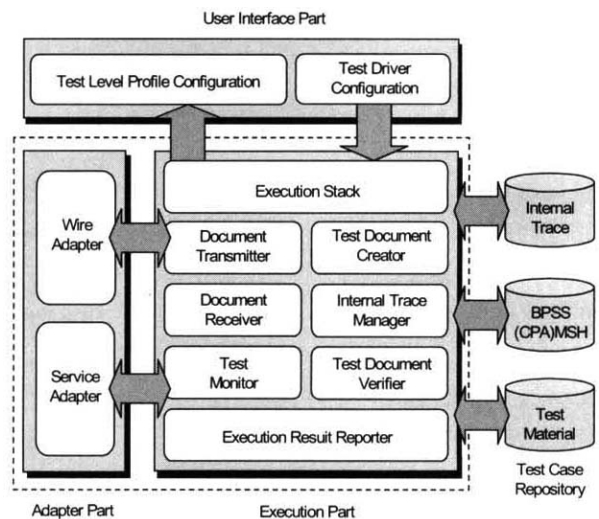 User Interface Part
Test Level Profile Configuration
Test Driver
Configuration
Execution Stack
Wire
Adapter
Document
Transmitter
Test Document
Creator
Internal
Trace
Document
Receiver
Internal Trace
Manager
BPSS
(CPA)MSH
Service
Adapter
Test
Monitor
Test Document
Verifier
Test
Material
Execution Resuit Reporter
Test Case
Repository
Adapter Part
Execution Part